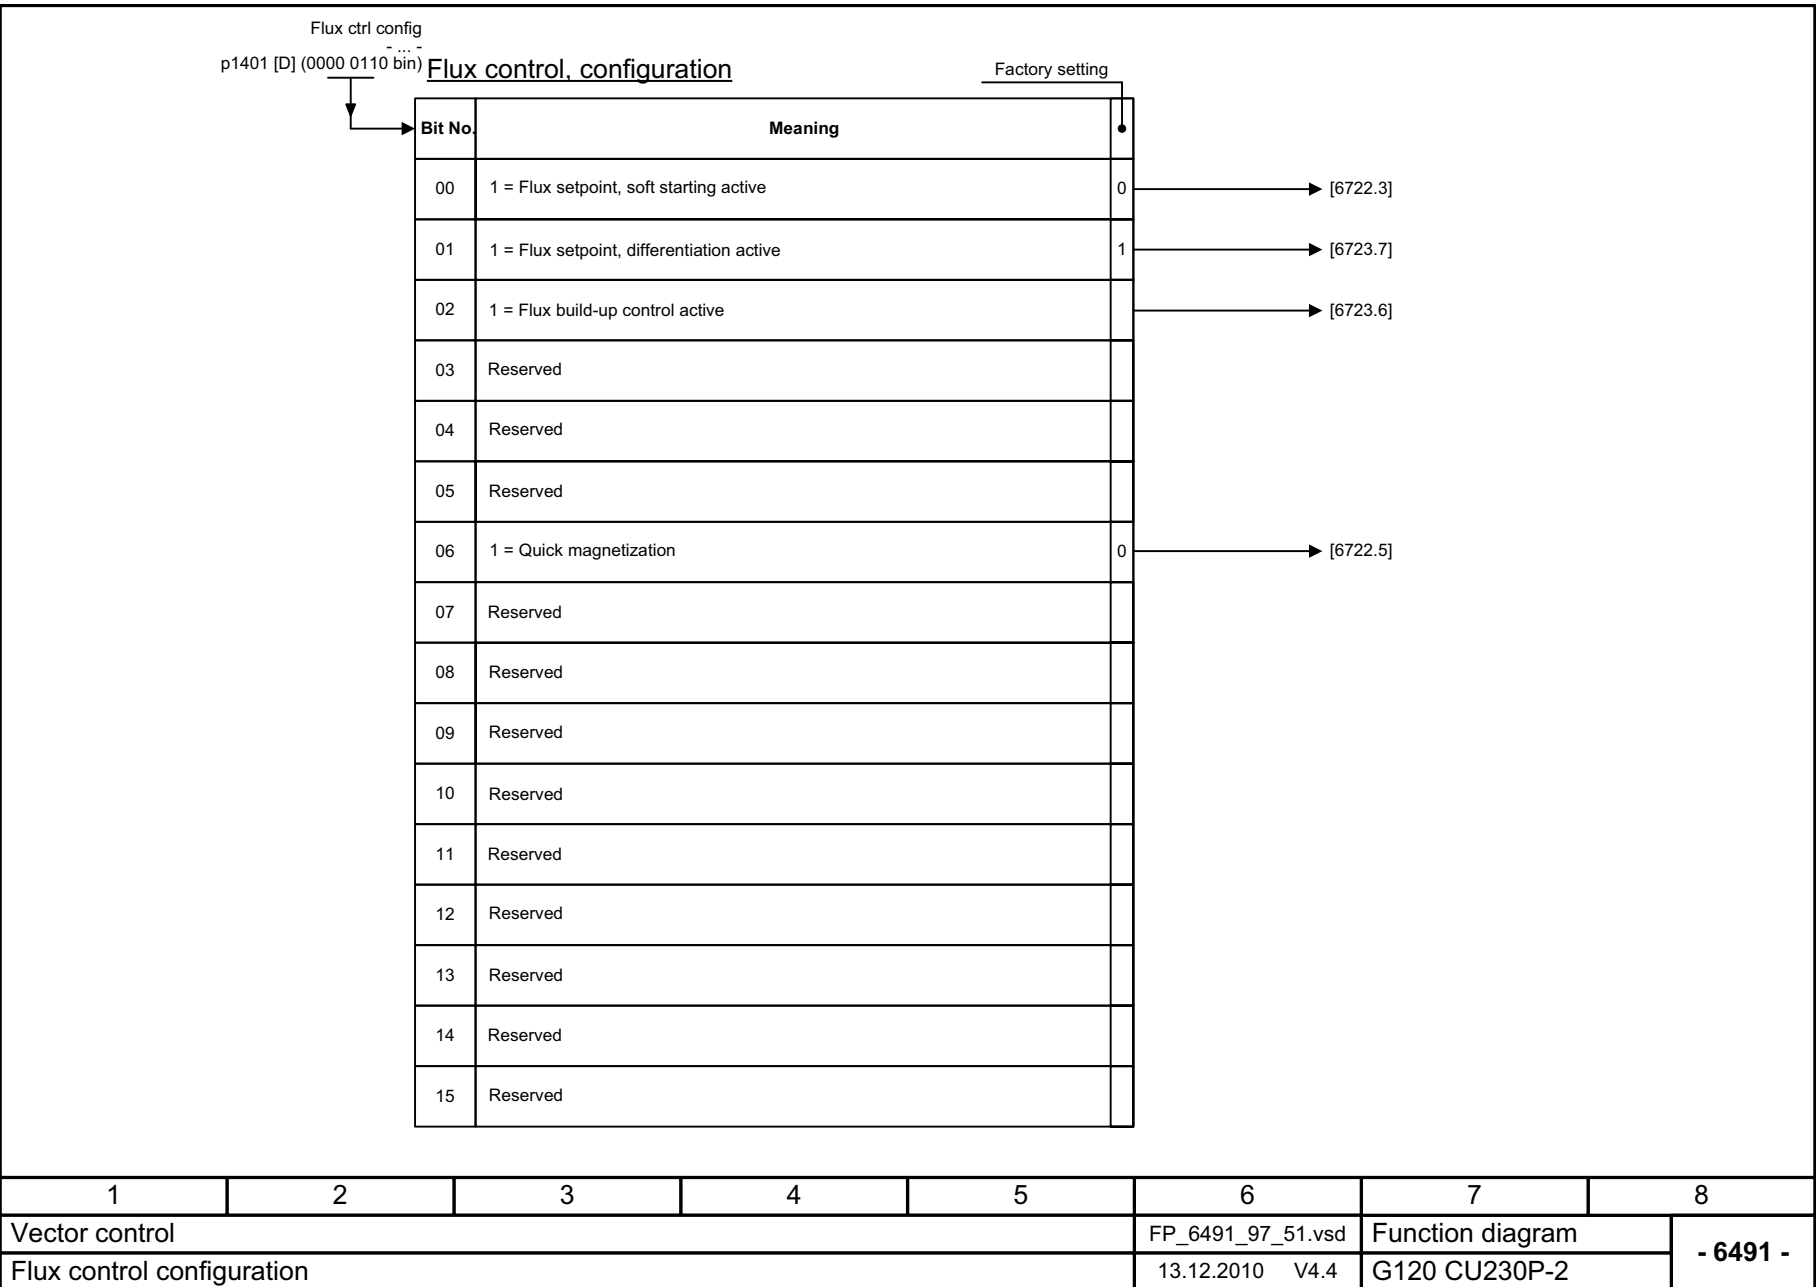 Flux ctrl config
- ... -
p1401 [D] (0000 0110 bin)
Flux control, configuration
Factory setting
Bit No. Meaning
00 1 = Flux setpoint, soft starting active 0 [6722.3]
01 1 = Flux setpoint, differentiation active 1 [6723.7]
02 1 = Flux build-up control active [6723.6]
03 Reserved
04 Reserved
05 Reserved
06 1 = Quick magnetization 0 [6722.5]
07 Reserved
08 Reserved
09 Reserved
10 Reserved
11 Reserved
12 Reserved
13 Reserved
14 Reserved
15 Reserved
1 2 3 4 5 6 7 8
Vector control FP_6491_97_51.vsd Function diagram
- 6491 -
Flux control configuration 13.12.2010 V4.4 G120 CU230P-2